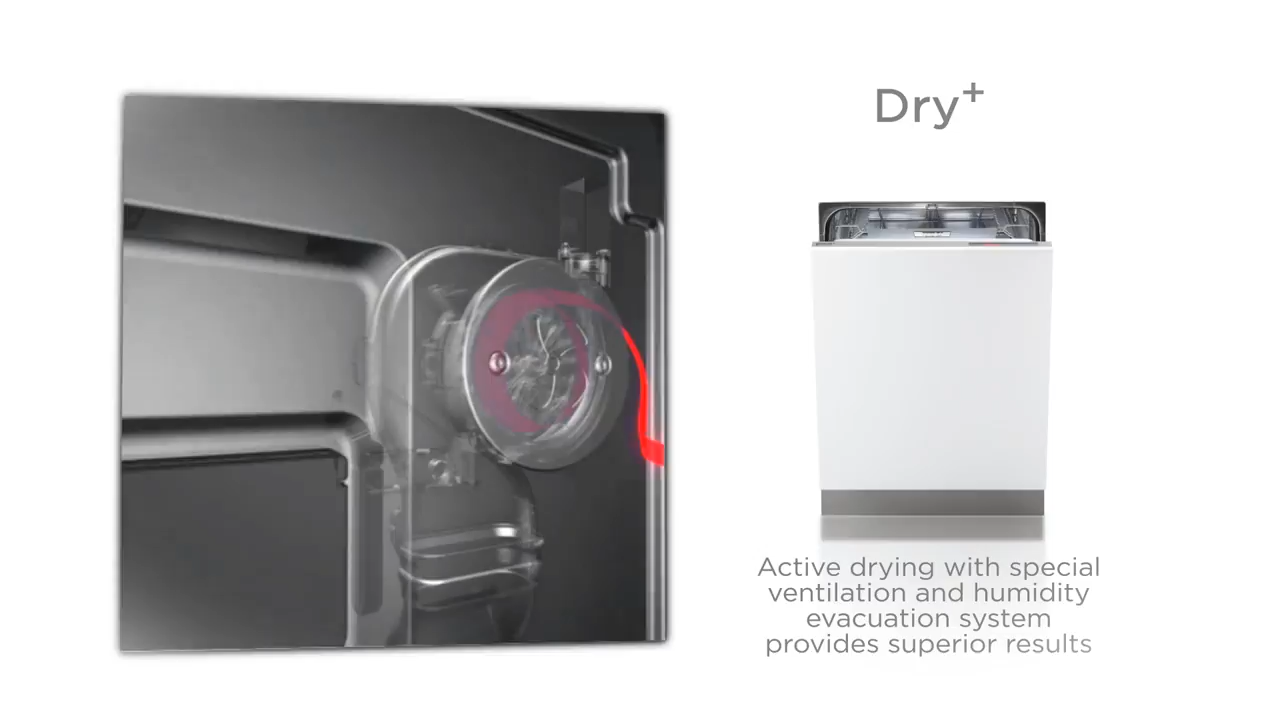 Dry⁺
Active drying with special
ventilation and humidity
evacuation system
provides superior results